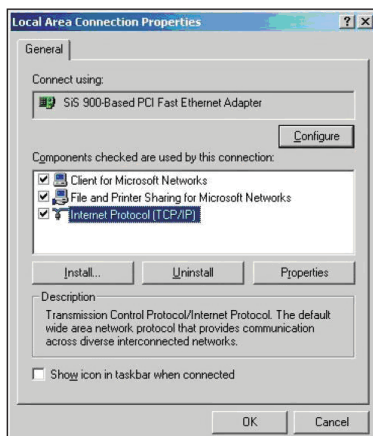 Local Area Connection Properties
General
Connect using:
SiS 900-Based PCI Fast Ethernet Adapter
Configure
Components checked are used by this connection:
Client for Microsoft Networks
File and Printer Sharing for Microsoft Networks
Internet Protocol (TCP/IP)
Install... Uninstall Properties
Description
Transmission Control Protocol/Internet Protocol. The default
wide area network protocol that provides communication
across diverse interconnected networks.
Show icon in taskbar when connected
OK Cancel